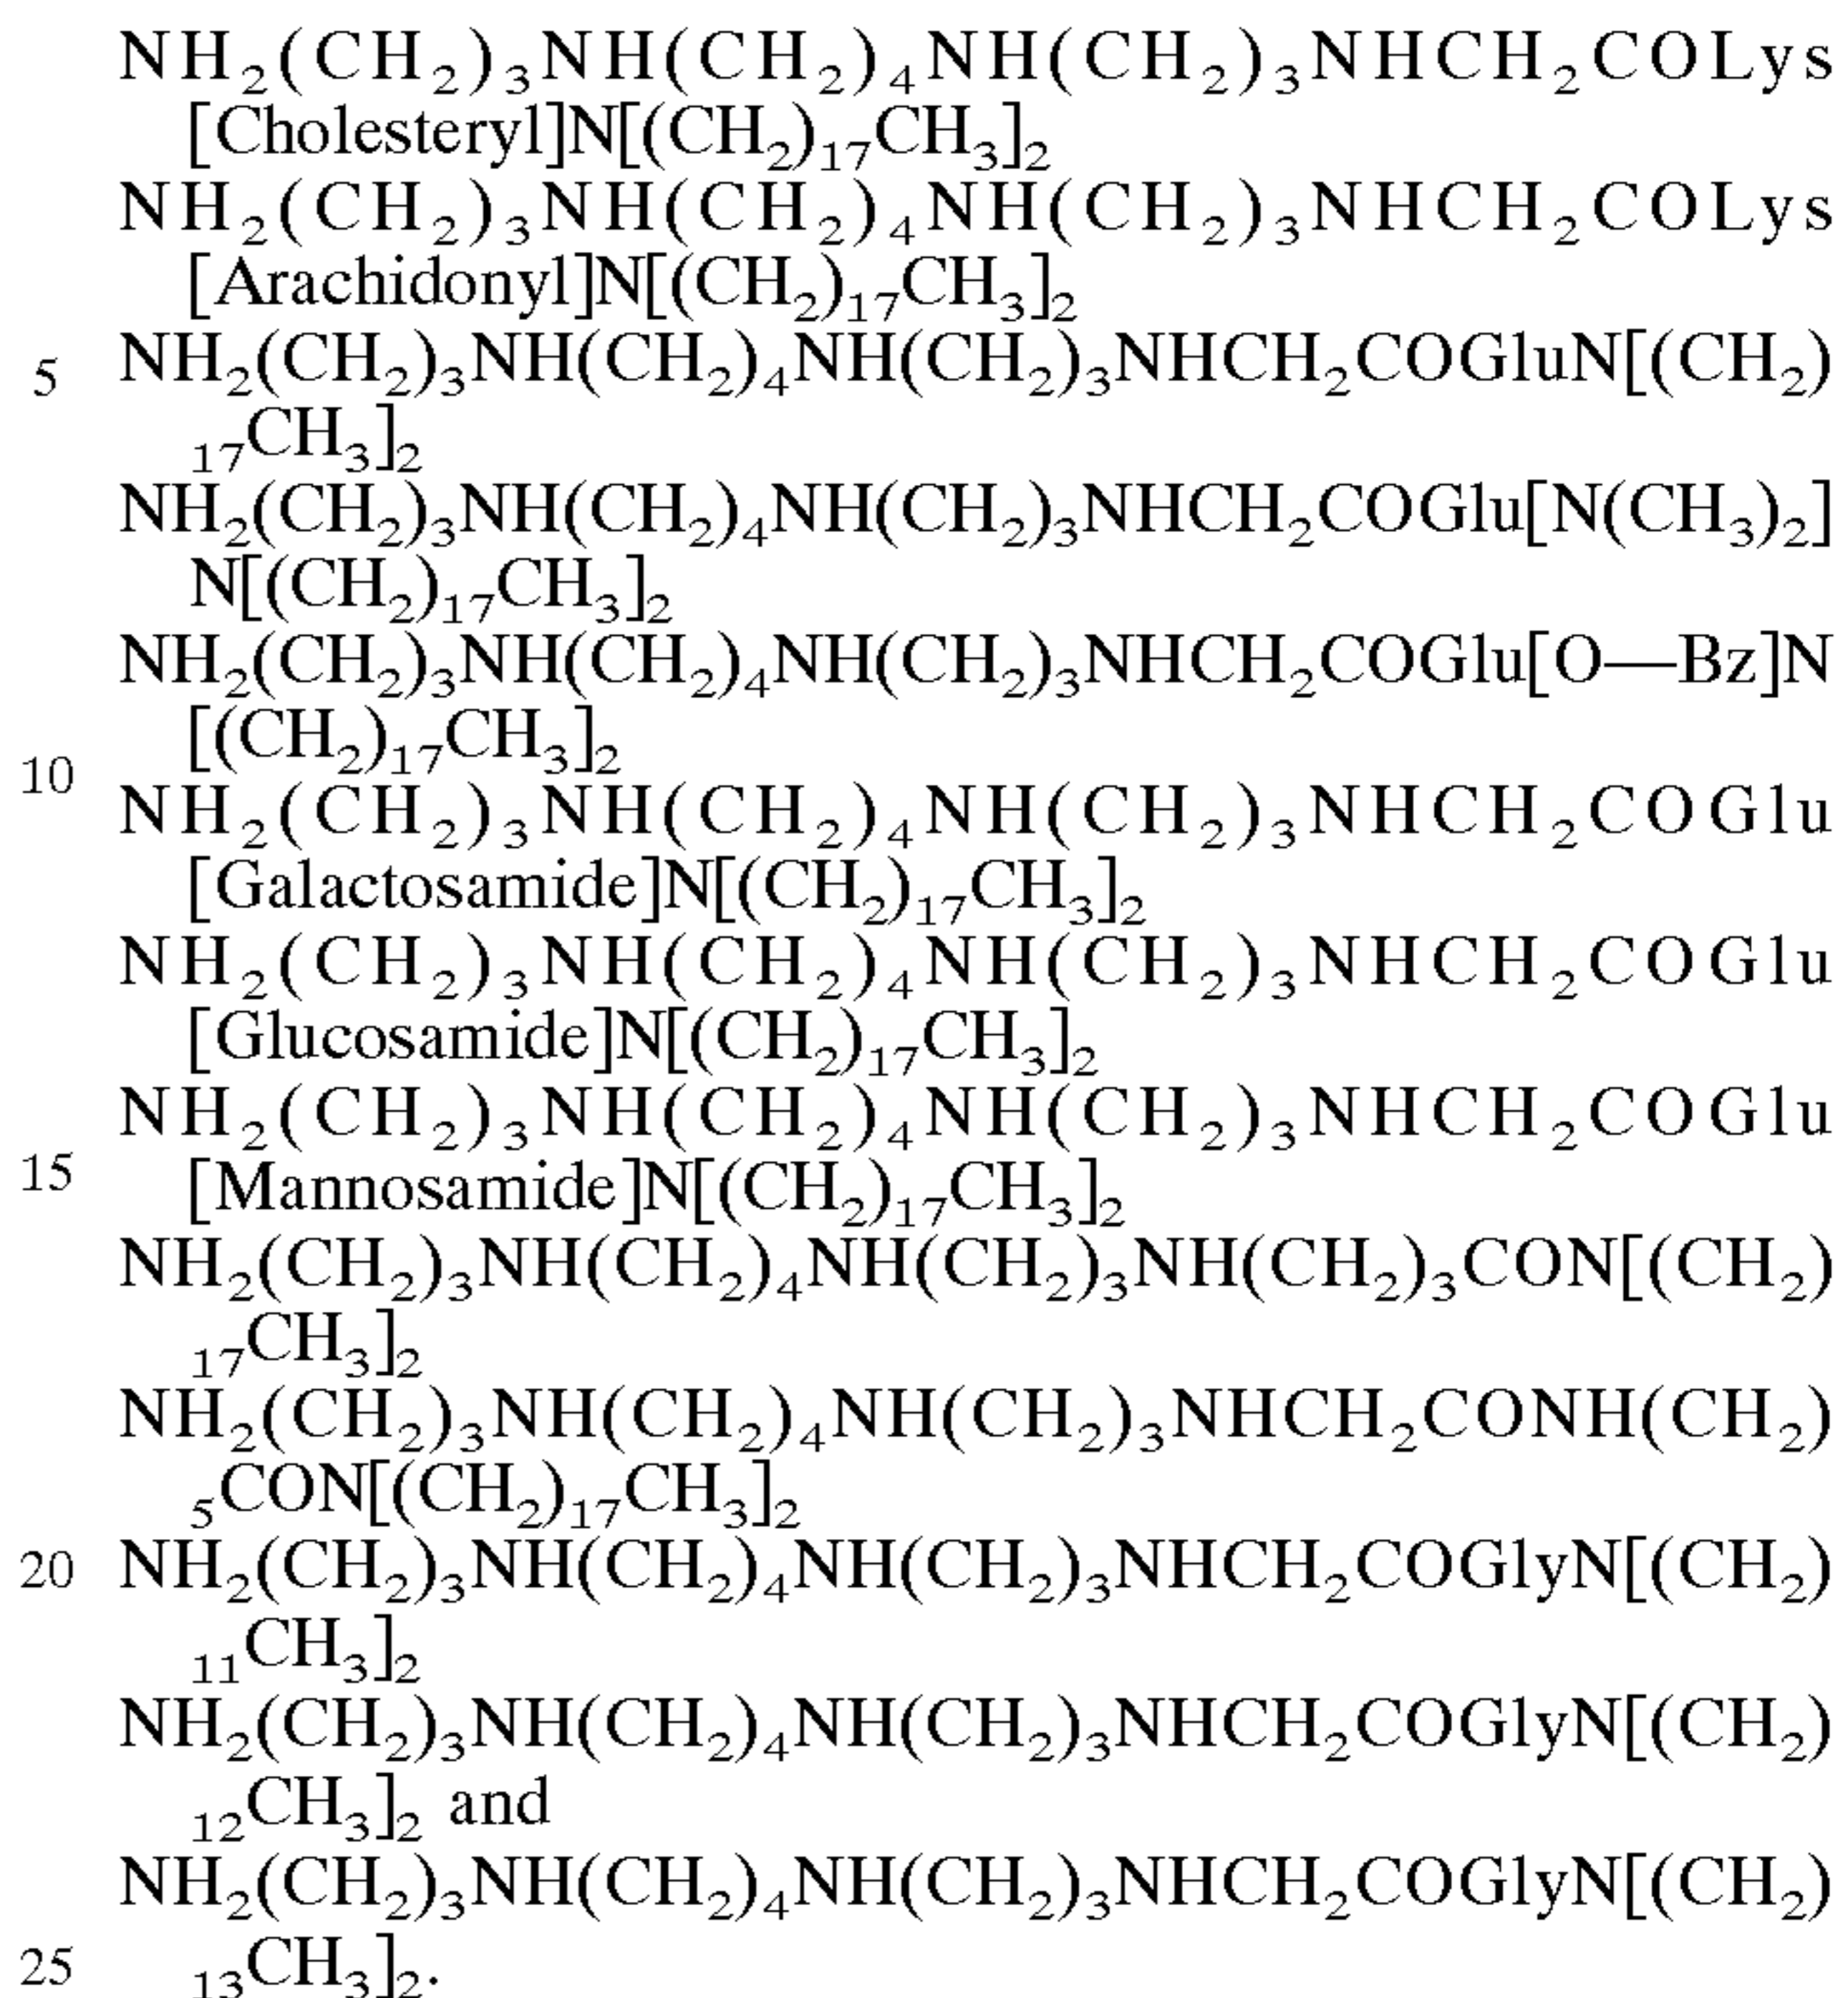 NH₂(CH₂)₃NH(CH₂)₄NH(CH₂)₃NHCH₂COLys
[Cholesteryl]N[(CH₂)₁₇CH₃]₂
NH₂(CH₂)₃NH(CH₂)₄NH(CH₂)₃NHCH₂COLys
[Arachidonyl]N[(CH₂)₁₇CH₃]₂
5 NH₂(CH₂)₃NH(CH₂)₄NH(CH₂)₃NHCH₂COGluN[(CH₂)
₁₇CH₃]₂
NH₂(CH₂)₃NH(CH₂)₄NH(CH₂)₃NHCH₂COGlu[N(CH₃)₂]
N[(CH₂)₁₇CH₃]₂
NH₂(CH₂)₃NH(CH₂)₄NH(CH₂)₃NHCH₂COGlu[O—Bz]N
10 [(CH₂)₁₇CH₃]₂
NH₂(CH₂)₃NH(CH₂)₄NH(CH₂)₃NHCH₂COGlu
[Galactosamide]N[(CH₂)₁₇CH₃]₂
NH₂(CH₂)₃NH(CH₂)₄NH(CH₂)₃NHCH₂COGlu
[Glucosamide]N[(CH₂)₁₇CH₃]₂
NH₂(CH₂)₃NH(CH₂)₄NH(CH₂)₃NHCH₂COGlu
15 [Mannosamide]N[(CH₂)₁₇CH₃]₂
NH₂(CH₂)₃NH(CH₂)₄NH(CH₂)₃NH(CH₂)₃CON[(CH₂)
₁₇CH₃]₂
NH₂(CH₂)₃NH(CH₂)₄NH(CH₂)₃NHCH₂CONH(CH₂)
₅CON[(CH₂)₁₇CH₃]₂
20 NH₂(CH₂)₃NH(CH₂)₄NH(CH₂)₃NHCH₂COGlyN[(CH₂)
₁₁CH₃]₂
NH₂(CH₂)₃NH(CH₂)₄NH(CH₂)₃NHCH₂COGlyN[(CH₂)
₁₂CH₃]₂ and
NH₂(CH₂)₃NH(CH₂)₄NH(CH₂)₃NHCH₂COGlyN[(CH₂)
25 ₁₃CH₃]₂.